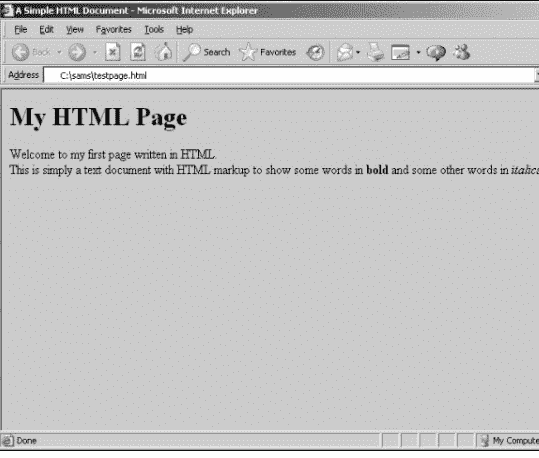 A Simple HTML Document - Microsoft Internet Explorer
File Edit View Favorites Tools Help
Back Search Favorites
Address C:\sams\testpage.html
My HTML Page
Welcome to my first page written in HTML.
This is simply a text document with HTML markup to show some words in bold and some other words in italics
Done My Compute